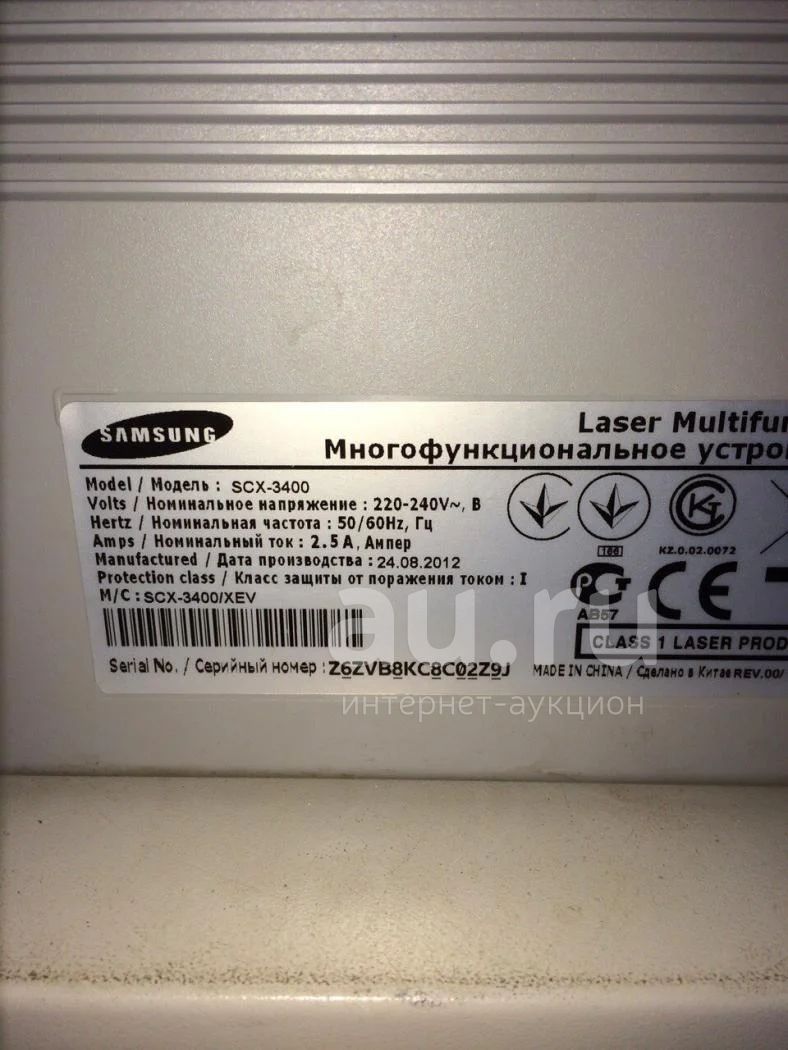 SAMSUNG
Laser Multifu
Многофункциональное устро
Model / Модель : SCX-3400
Volts / Номинальное напряжение : 220-240V~, В
Hertz / Номинальная частота : 50/60Hz, Гц
Amps / Номинальный ток : 2.5 A, Ампер
Manufactured / Дата производства : 24.08.2012
Protection class / Класс защиты от поражения током : I
M/C : SCX-3400/XEV
166
KZ.0.02.0072
АВ57
CE
CLASS 1 LASER PROD
Serial No. / Серийный номер : Z6ZVB8KC8C02Z9J
MADE IN CHINA / Сделано в Китае REV.00/
au.ru
интернет-аукцион